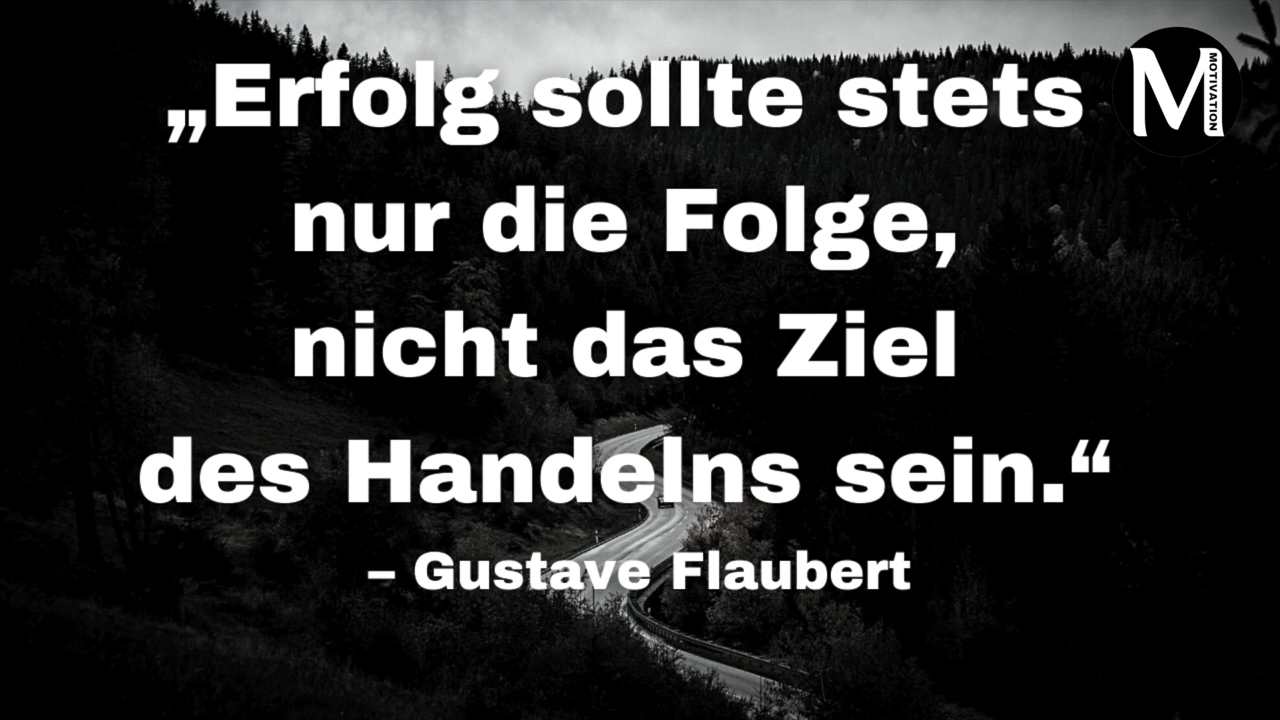 „Erfolg sollte stets
nur die Folge,
nicht das Ziel
des Handelns sein.“
– Gustave Flaubert
M MOTIVATION